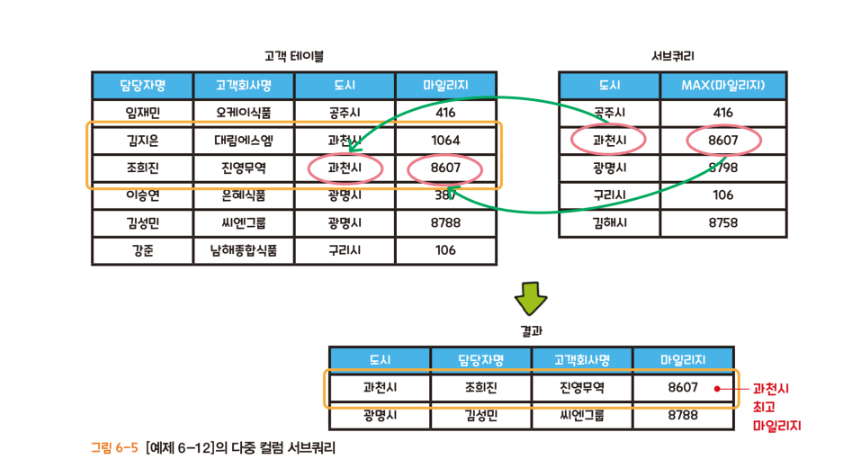 고객 테이블
서브쿼리
담당자명 고객회사명 도시 마일리지
도시 MAX(마일리지)
임재민 오케이식품 공주시 416
공주시 416
김지은 대림에스엠 과천시 1064
과천시 8607
조희진 진영무역 과천시 8607
광명시 8798
이승연 은혜식품 광명시 387
구리시 106
김성민 씨엔그룹 광명시 8788
김해시 8758
강준 남해종합식품 구리시 106
결과
도시 담당자명 고객회사명 마일리지
과천시 조희진 진영무역 8607
과천시
최고
마일리지
광명시 김성민 씨엔그룹 8788
그림 6-5 [예제 6-12]의 다중 컬럼 서브쿼리